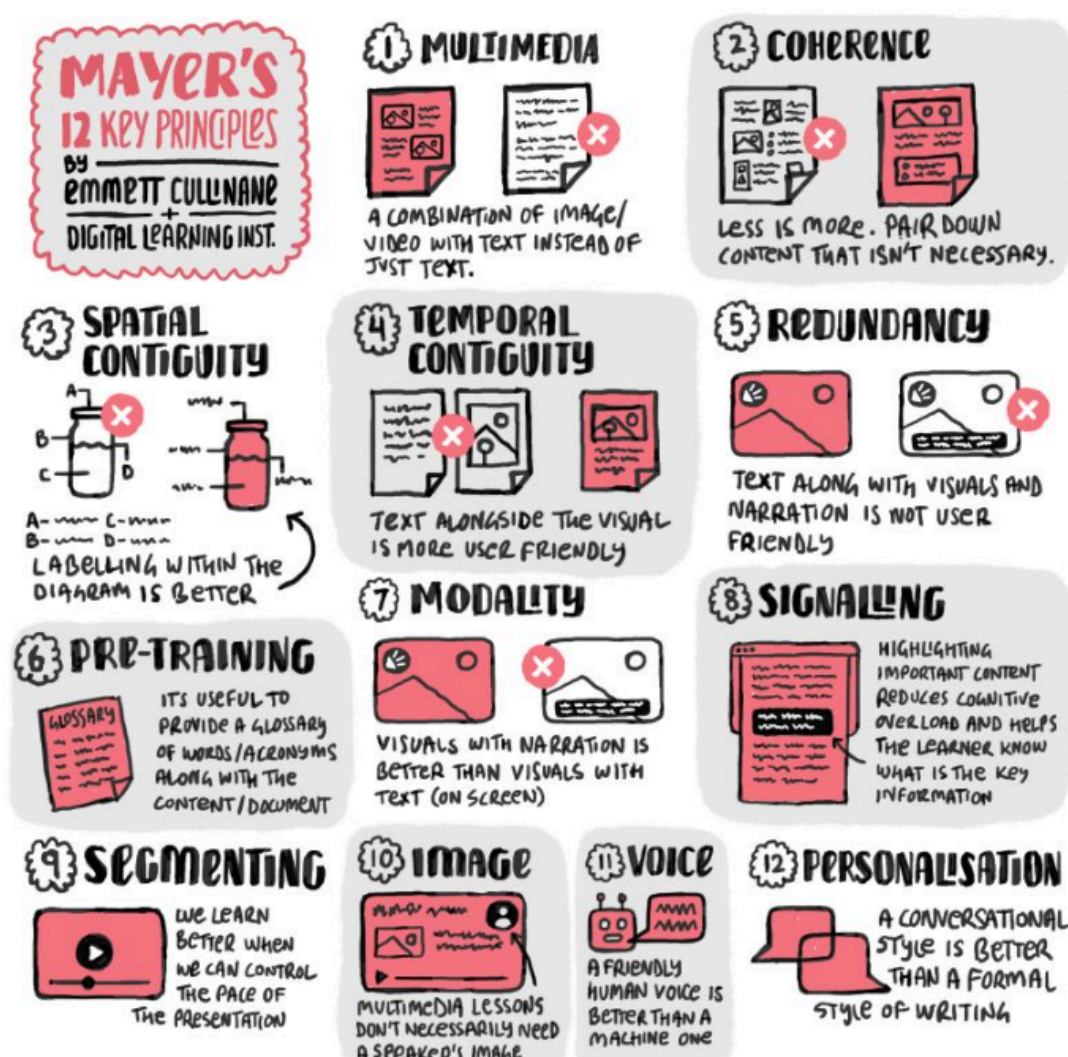 MAYER'S
12 KEY PRINCIPLES
BY
EMMETT CULLINANE
+
DIGITAL LEARNING INST.
1 MULTIMEDIA
A COMBINATION OF IMAGE/
VIDEO WITH TEXT INSTEAD OF
JUST TEXT.
2 COHERENCE
LESS IS MORE. PAIR DOWN
CONTENT THAT ISN'T NECESSARY.
3 SPATIAL
CONTIGUITY
A
B
C
D
A- C-
B- D-
LABELLING WITHIN THE
DIAGRAM IS BETTER
4 TEMPORAL
CONTIGUITY
TEXT ALONGSIDE THE VISUAL
IS MORE USER FRIENDLY
5 REDUNDANCY
TEXT ALONG WITH VISUALS AND
NARRATION IS NOT USER
FRIENDLY
6 PRE-TRAINING
GLOSSARY
ITS USEFUL TO
PROVIDE A GLOSSARY
OF WORDS/ACRONYMS
ALONG WITH THE
CONTENT/DOCUMENT
7 MODALITY
VISUALS WITH NARRATION IS
BETTER THAN VISUALS WITH
TEXT (ON SCREEN)
8 SIGNALLING
HIGHLIGHTING
IMPORTANT CONTENT
REDUCES COGNITIVE
OVERLOAD AND HELPS
THE LEARNER KNOW
WHAT IS THE KEY
INFORMATION
9 SEGMENTING
WE LEARN
BETTER WHEN
WE CAN CONTROL
THE PACE OF
THE PRESENTATION
10 IMAGE
MULTIMEDIA LESSONS
DON'T NECESSARILY NEED
A SPEAKER'S IMAGE
11 VOICE
A FRIENDLY
HUMAN VOICE IS
BETTER THAN A
MACHINE ONE
12 PERSONALISATION
A CONVERSATIONAL
STYLE IS BETTER
THAN A FORMAL
STYLE OF WRITING